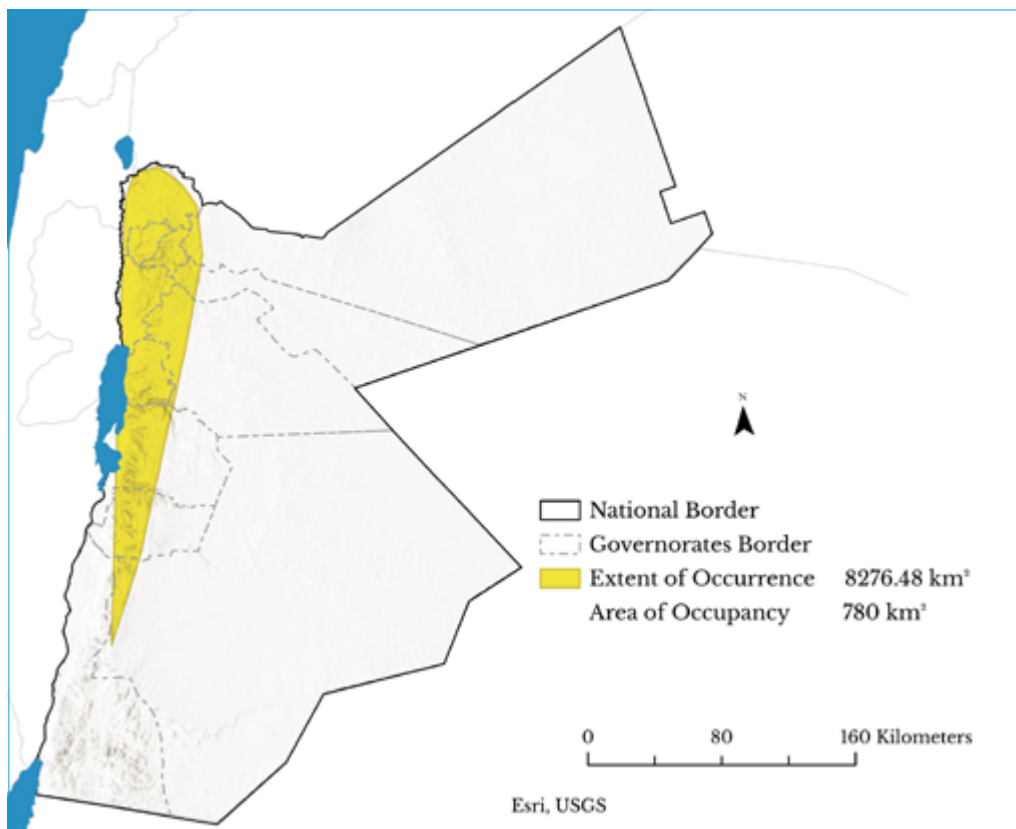 N
National Border
Governorates Border
Extent of Occurrence 8276.48 km²
Area of Occupancy 780 km²
0 80 160 Kilometers
Esri, USGS